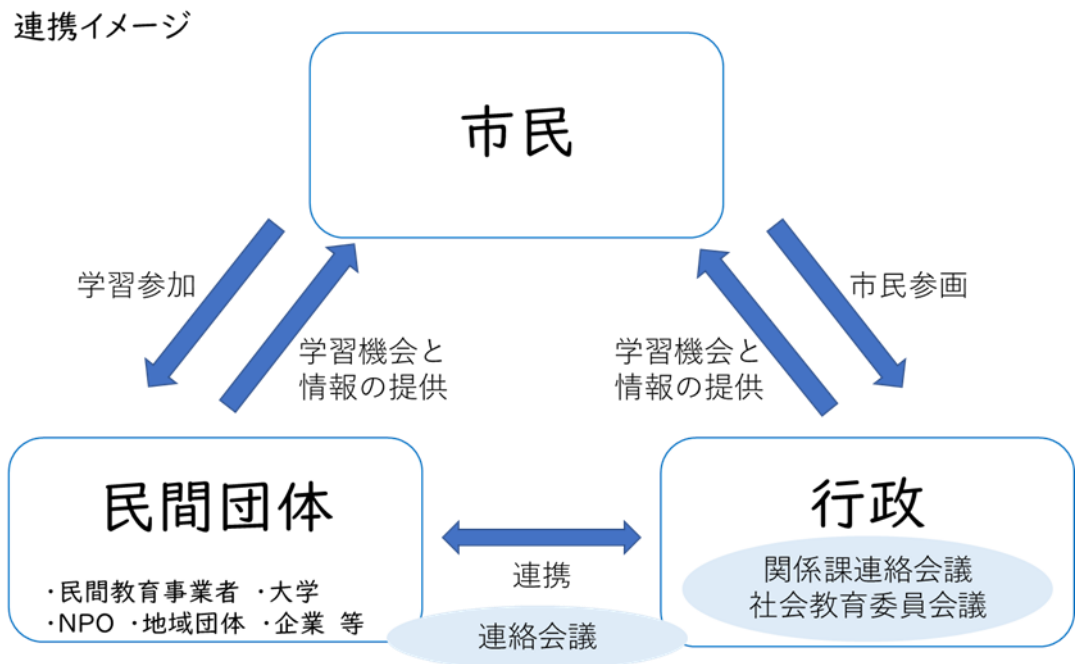 連携イメージ
市民
学習参加
市民参画
学習機会と
情報の提供
学習機会と
情報の提供
民間団体
・民間教育事業者 ・大学
・NPO ・地域団体 ・企業 等
連携
連絡会議
行政
関係課連絡会議
社会教育委員会議